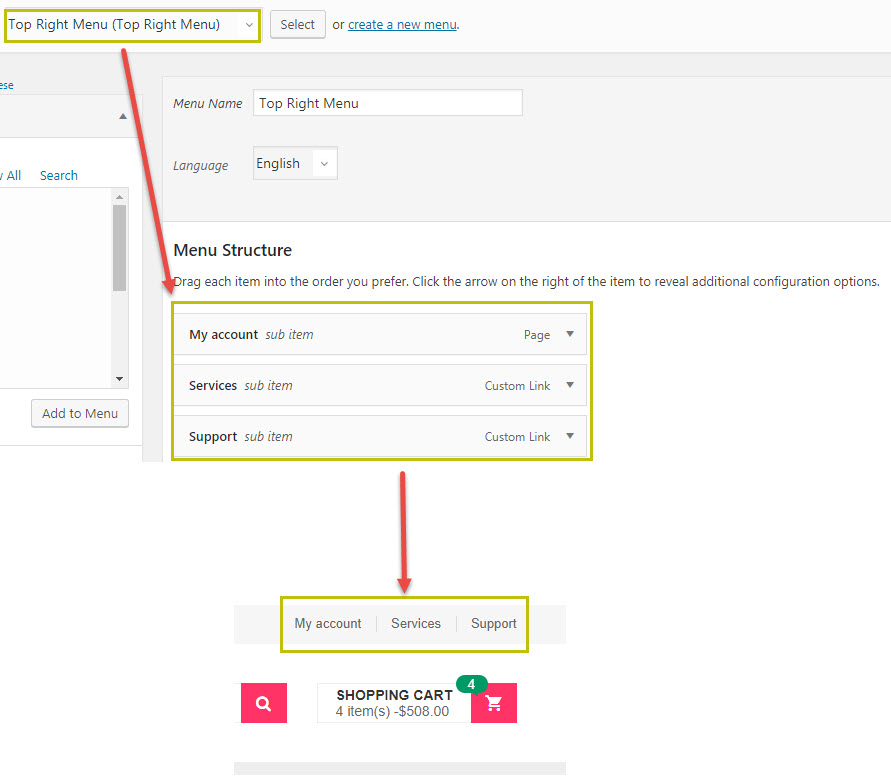 Top Right Menu (Top Right Menu) Select or create a new menu.
ese
Menu Name Top Right Menu
Language English
All Search
Menu Structure
Drag each item into the order you prefer. Click the arrow on the right of the item to reveal additional configuration options.
My account sub item Page
Services sub item Custom Link
Add to Menu
Support sub item Custom Link
My account Services Support
4
SHOPPING CART
4 item(s) -$508.00